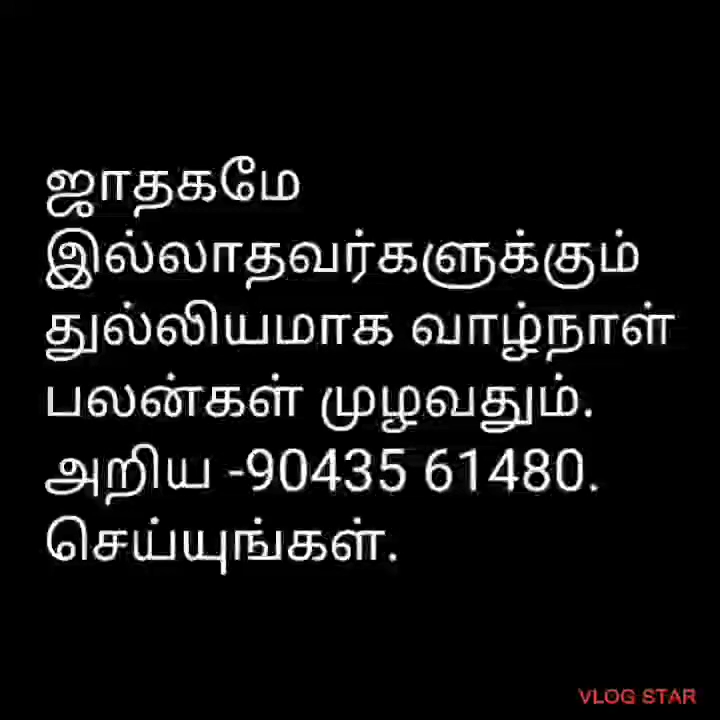 ஜாதகமே
இல்லாதவர்களுக்கும்
துல்லியமாக வாழ்நாள்
பலன்கள் முழவதும்.
அறிய -90435 61480.
செய்யுங்கள்.
VLOG STAR